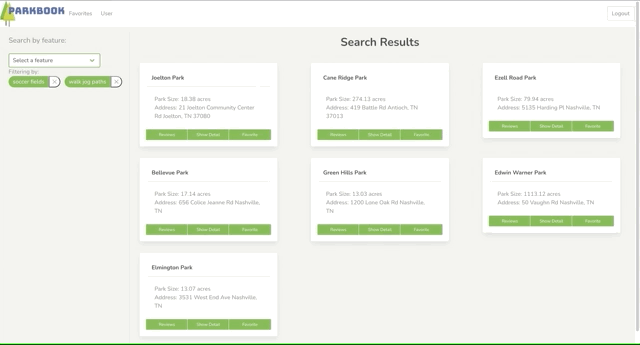 PARKBOOK
Favorites
User
Logout
Search by feature:
Select a feature
Filtering by:
soccer fields
walk jog paths
Search Results
Joelton Park
Park Size: 18.38 acres
Address: 21 Joelton Community Center
Rd Joelton, TN 37080
Reviews
Show Detail
Favorite
Cane Ridge Park
Park Size: 274.13 acres
Address: 419 Battle Rd Antioch, TN
37013
Reviews
Show Detail
Favorite
Ezell Road Park
Park Size: 79.94 acres
Address: 5135 Harding Pl Nashville, TN
Reviews
Show Detail
Favorite
Bellevue Park
Park Size: 17.14 acres
Address: 656 Colice Jeanne Rd Nashville,
TN
Reviews
Show Detail
Favorite
Green Hills Park
Park Size: 13.03 acres
Address: 1200 Lone Oak Rd Nashville,
TN
Reviews
Show Detail
Favorite
Edwin Warner Park
Park Size: 1113.12 acres
Address: 50 Vaughn Rd Nashville, TN
Reviews
Show Detail
Favorite
Elmington Park
Park Size: 13.07 acres
Address: 3531 West End Ave Nashville,
TN
Reviews
Show Detail
Favorite